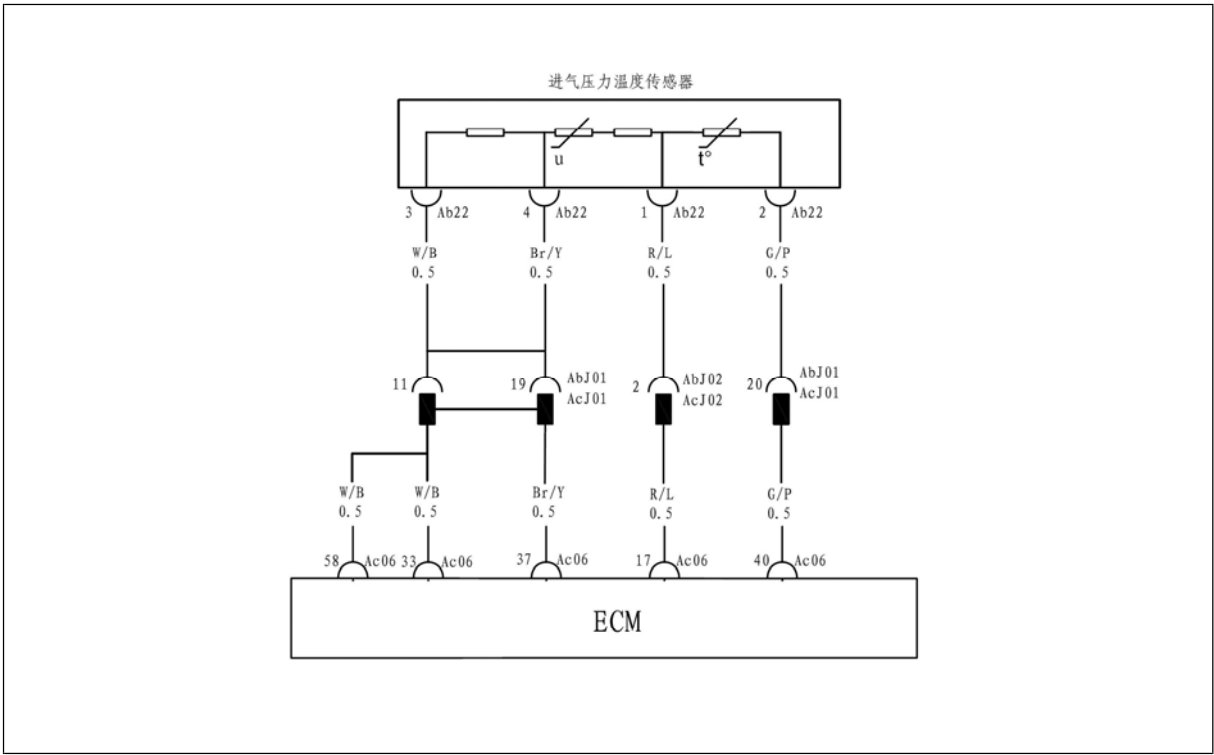 进气压力温度传感器
u
t°
3 Ab22 4 Ab22 1 Ab22 2 Ab22
W/B Br/Y R/L G/P
0.5 0.5 0.5 0.5
11 19 AbJ01 2 AbJ02 20 AbJ01
AcJ01 AcJ02 AcJ01
W/B W/B Br/Y R/L G/P
0.5 0.5 0.5 0.5 0.5
58 Ac06 33 Ac06 37 Ac06 17 Ac06 40 Ac06
ECM